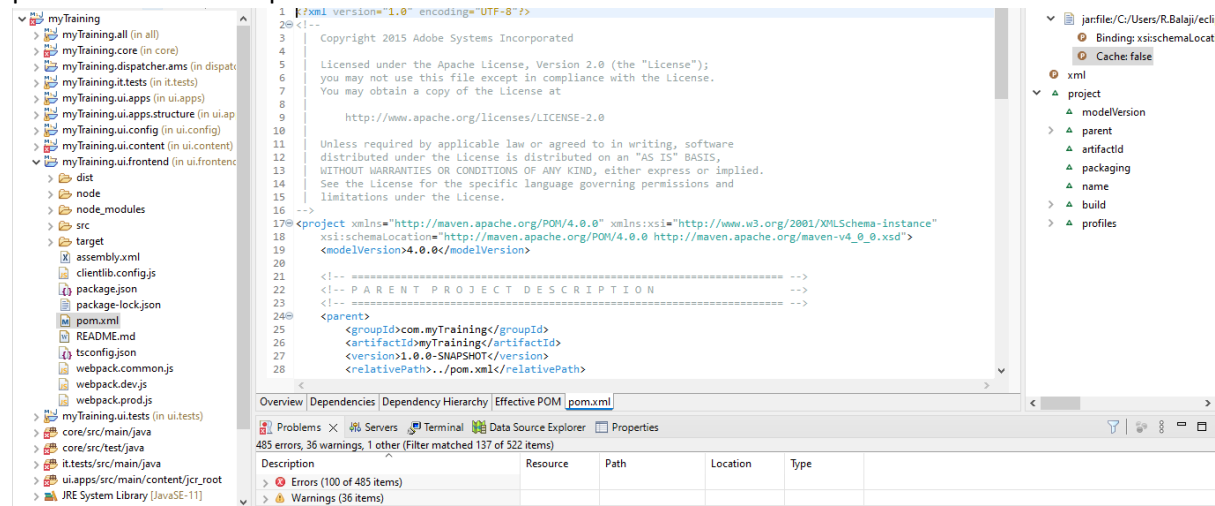 myTraining
myTraining.all (in all)
myTraining.core (in core)
myTraining.dispatcher.ams (in dispatc
myTraining.it.tests (in it.tests)
myTraining.ui.apps (in ui.apps)
myTraining.ui.apps.structure (in ui.ap
myTraining.ui.config (in ui.config)
myTraining.ui.content (in ui.content)
myTraining.ui.frontend (in ui.frontend
dist
node
node_modules
src
target
assembly.xml
clientlib.config.js
package.json
package-lock.json
pom.xml
README.md
tsconfig.json
webpack.common.js
webpack.dev.js
webpack.prod.js
myTraining.ui.tests (in ui.tests)
core/src/main/java
core/src/test/java
it.tests/src/main/java
ui.apps/src/main/content/jcr_root
JRE System Library [JavaSE-11]
1 <?xml version="1.0" encoding="UTF-8"?>
2 <!--
3 | Copyright 2015 Adobe Systems Incorporated
4 |
5 | Licensed under the Apache License, Version 2.0 (the "License");
6 | you may not use this file except in compliance with the License.
7 | You may obtain a copy of the License at
8 |
9 | http://www.apache.org/licenses/LICENSE-2.0
10 |
11 | Unless required by applicable law or agreed to in writing, software
12 | distributed under the License is distributed on an "AS IS" BASIS,
13 | WITHOUT WARRANTIES OR CONDITIONS OF ANY KIND, either express or implied.
14 | See the License for the specific language governing permissions and
15 | limitations under the License.
16 -->
17 <project xmlns="http://maven.apache.org/POM/4.0.0" xmlns:xsi="http://www.w3.org/2001/XMLSchema-instance"
18 xsi:schemaLocation="http://maven.apache.org/POM/4.0.0 http://maven.apache.org/maven-v4_0_0.xsd">
19 <modelVersion>4.0.0</modelVersion>
20
21 <!-- ==================================================================== -->
22 <!-- P A R E N T P R O J E C T D E S C R I P T I O N -->
23 <!-- ==================================================================== -->
24 <parent>
25 <groupId>com.myTraining</groupId>
26 <artifactId>myTraining</artifactId>
27 <version>1.0.0-SNAPSHOT</version>
28 <relativePath>../pom.xml</relativePath>
Overview Dependencies Dependency Hierarchy Effective POM pom.xml
Problems Servers Terminal Data Source Explorer Properties
485 errors, 36 warnings, 1 other (Filter matched 137 of 522 items)
Description Resource Path Location Type
Errors (100 of 485 items)
Warnings (36 items)
jar:file:/C:/Users/R.Balaji/ecli
Binding: xsi:schemaLocat
Cache: false
xml
project
modelVersion
parent
artifactId
packaging
name
build
profiles